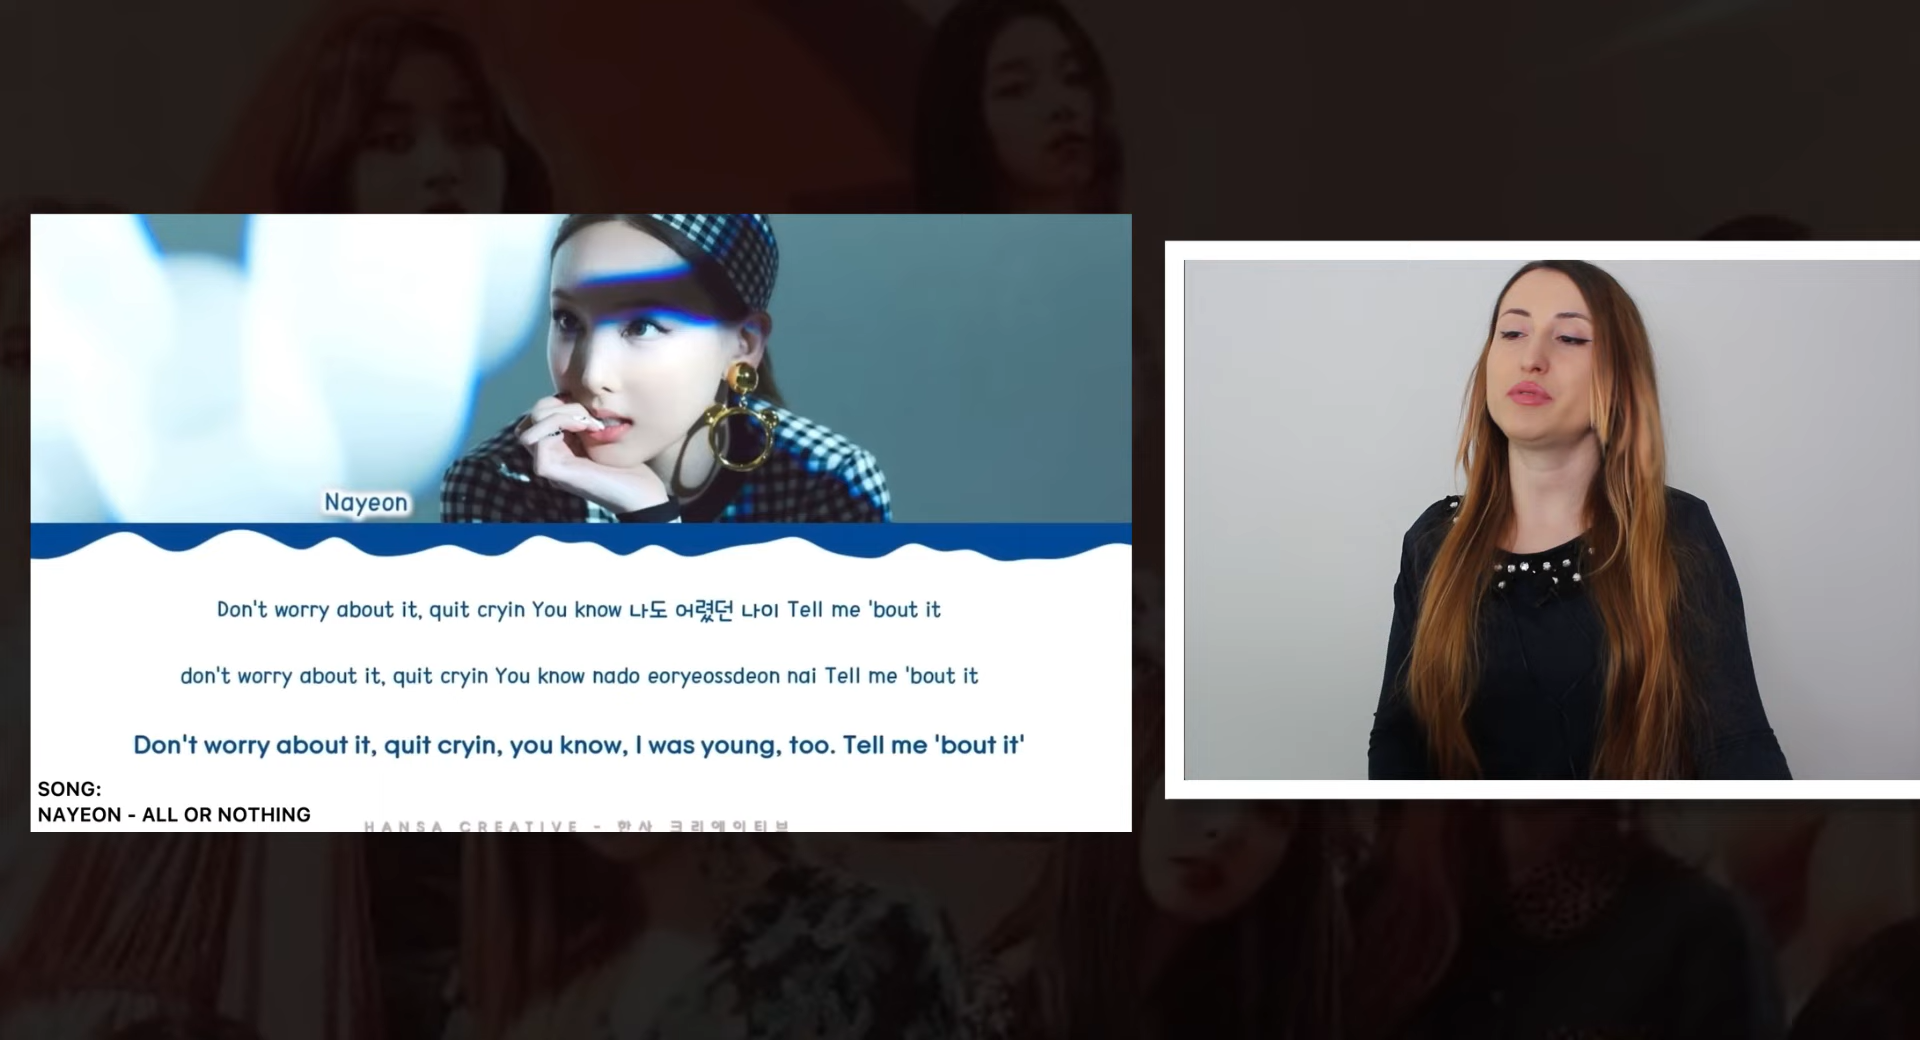 Nayeon
Don't worry about it, quit cryin You know 나도 어렸던 나이 Tell me 'bout it
don't worry about it, quit cryin You know nado eoryeossdeon nai Tell me 'bout it
Don't worry about it, quit cryin, you know, I was young, too. Tell me 'bout it'
SONG:
NAYEON - ALL OR NOTHING
HANSA CREATIVE - 한사 크리에이티브